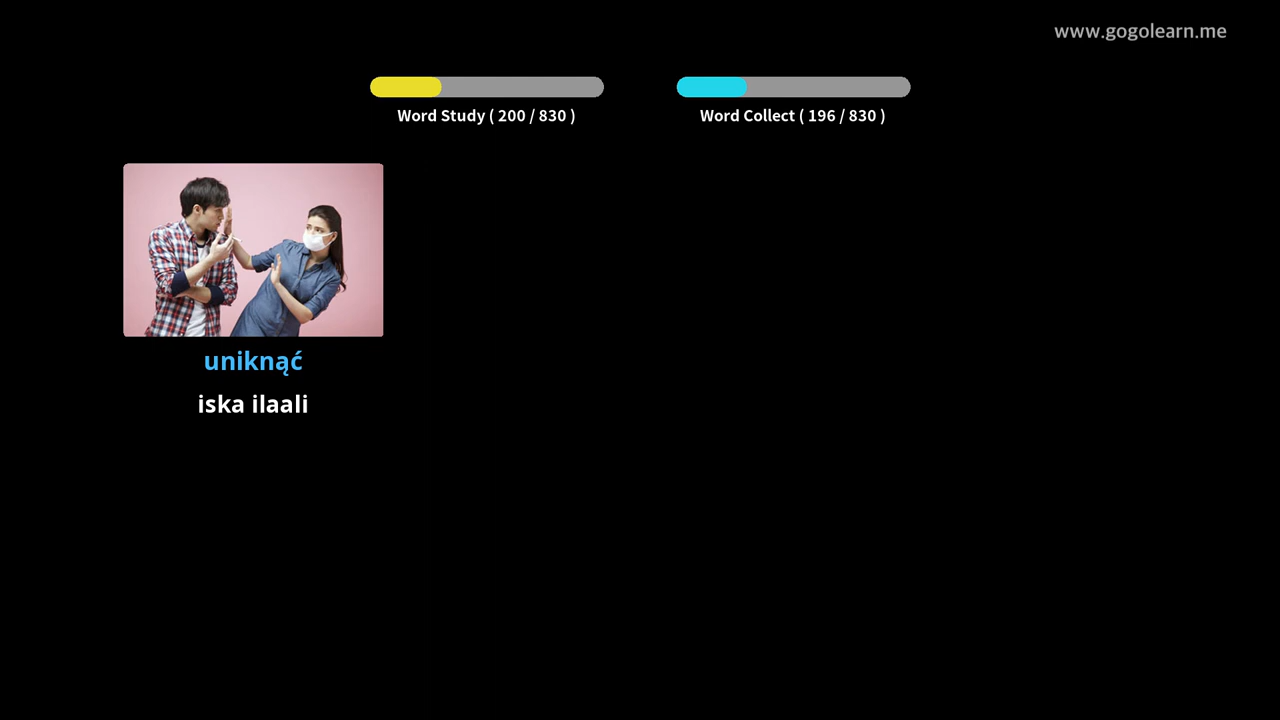 www.gogolearn.me
Word Study ( 200 / 830 )
Word Collect ( 196 / 830 )
uniknąć
iska ilaali